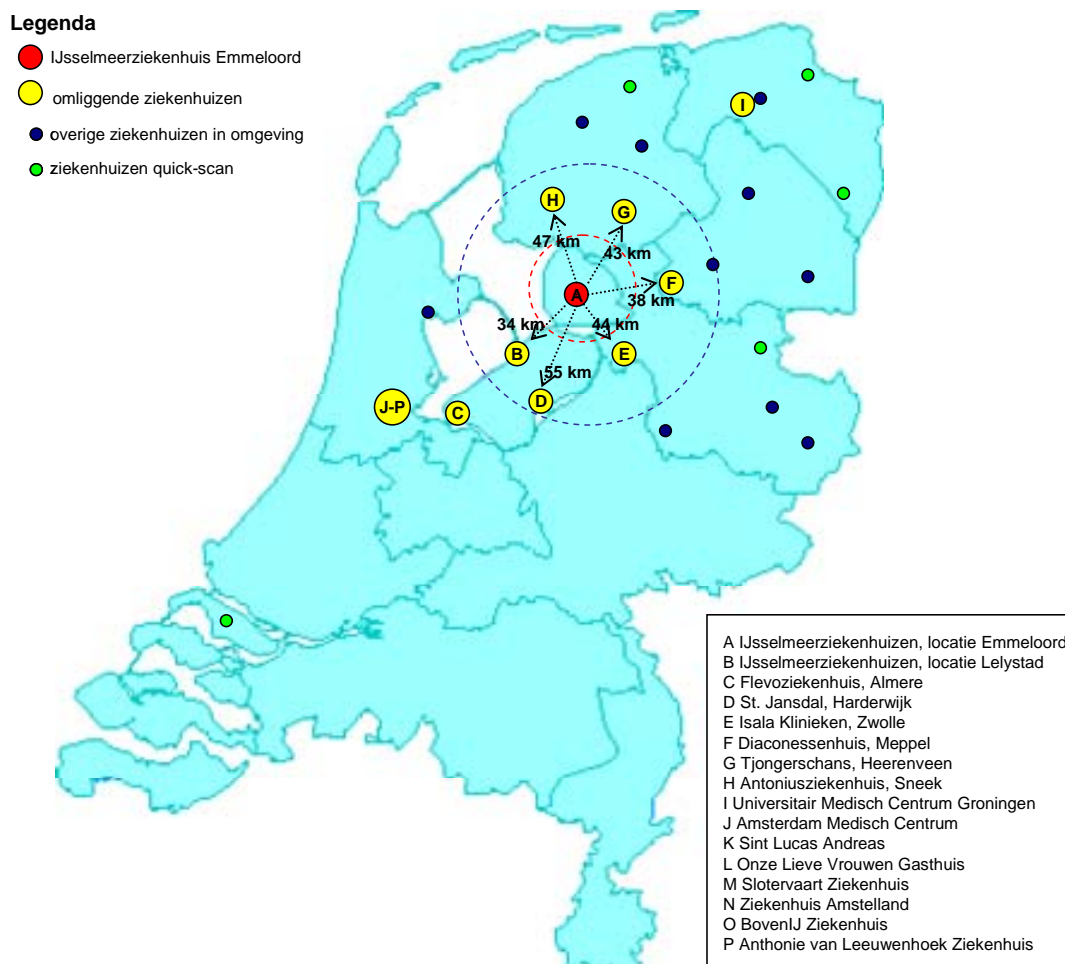 Legenda
IJsselmeerziekenhuis Emmeloord
omliggende ziekenhuizen
overige ziekenhuizen in omgeving
ziekenhuizen quick-scan
I
H
G
47 km
43 km
F
A
38 km
34 km
44 km
B
E
55 km
D
J-P
C
A IJsselmeerziekenhuizen, locatie Emmeloord
B IJsselmeerziekenhuizen, locatie Lelystad
C Flevoziekenhuis, Almere
D St. Jansdal, Harderwijk
E Isala Klinieken, Zwolle
F Diaconessenhuis, Meppel
G Tjongerschans, Heerenveen
H Antoniusziekenhuis, Sneek
I Universitair Medisch Centrum Groningen
J Amsterdam Medisch Centrum
K Sint Lucas Andreas
L Onze Lieve Vrouwen Gasthuis
M Slotervaart Ziekenhuis
N Ziekenhuis Amstelland
O BovenIJ Ziekenhuis
P Anthonie van Leeuwenhoek Ziekenhuis